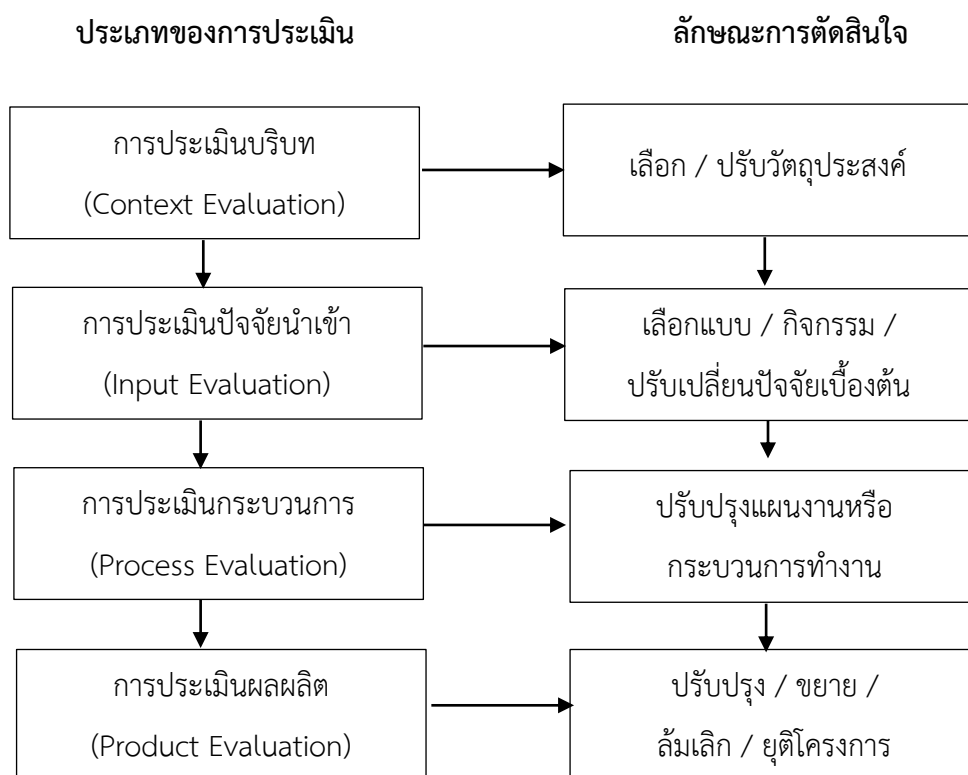 ประเภทของการประเมิน
ลักษณะการตัดสินใจ
การประเมินบริบท
(Context Evaluation)
เลือก / ปรับวัตถุประสงค์
การประเมินปัจจัยนำเข้า
(Input Evaluation)
เลือกแบบ / กิจกรรม /
ปรับเปลี่ยนปัจจัยเบื้องต้น
การประเมินกระบวนการ
(Process Evaluation)
ปรับปรุงแผนงานหรือ
กระบวนการทำงาน
การประเมินผลผลิต
(Product Evaluation)
ปรับปรุง / ขยาย /
ล้มเลิก / ยุติโครงการ